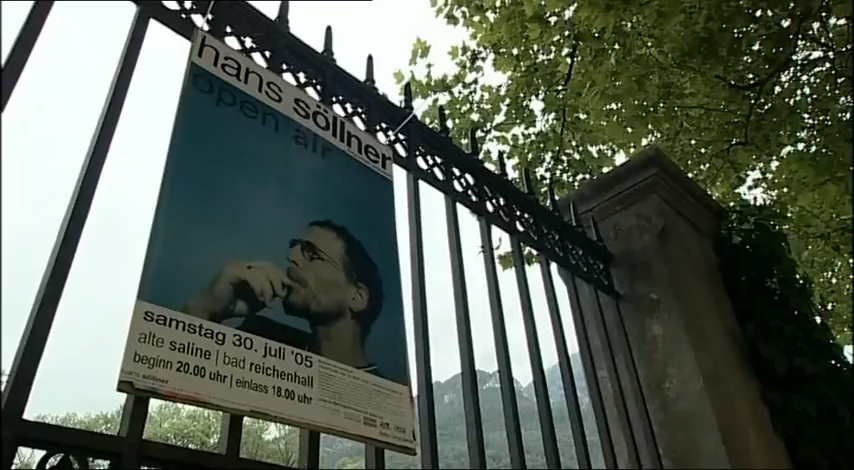 hans söllner
open air
samstag 30. juli '05
alte saline | bad reichenhall
beginn 20.00 uhr | einlass 18.00 uhr